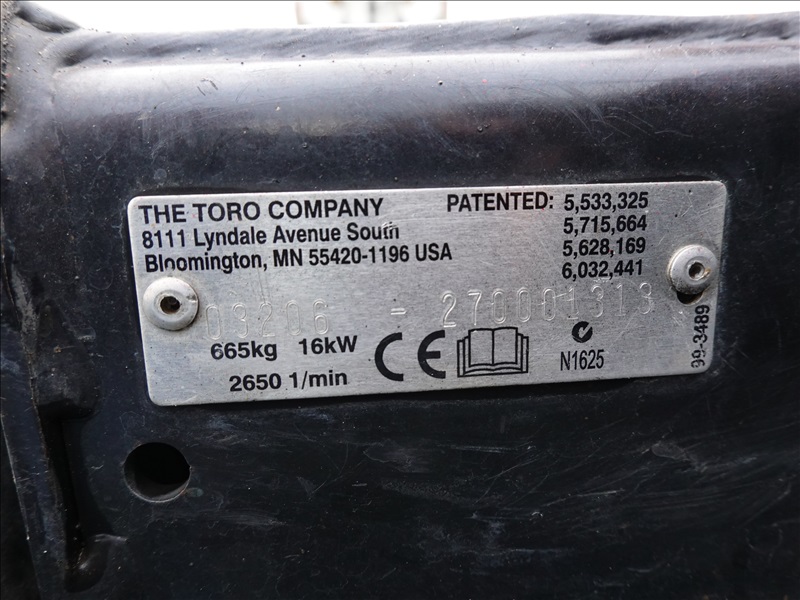 THE TORO COMPANY
8111 Lyndale Avenue South
Bloomington, MN 55420-1196 USA
PATENTED: 5,533,325
5,715,664
5,628,169
6,032,441
03206 - 270001313
665kg 16kW
2650 1/min
CE
N1625
99-3489